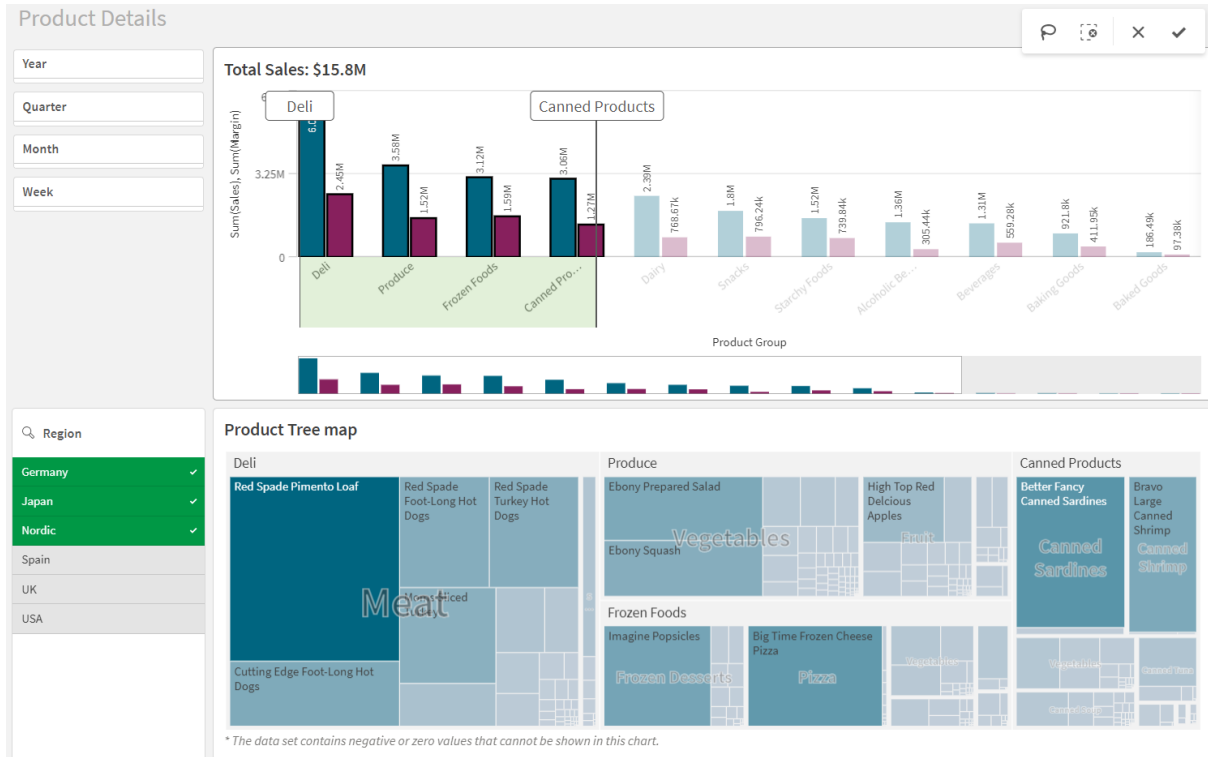 Product Details
Year
Quarter
Month
Week
Total Sales: $15.8M
Deli
Canned Products
Sum(Sales), Sum(Margin)
3.25M
0
2.45M
3.58M
1.52M
3.12M
1.59M
3.06M
1.27M
2.39M
768.67k
1.8M
796.24k
1.52M
739.84k
1.36M
305.44k
1.31M
559.28k
921.8k
411.95k
186.49k
97.38k
Deli
Produce
Frozen Foods
Canned Pro...
Dairy
Snacks
Starchy Foods
Alcoholic Be...
Beverages
Baking Goods
Baked Goods
Product Group
Region
Germany
Japan
Nordic
Spain
UK
USA
Product Tree map
Deli
Red Spade Pimento Loaf
Red Spade
Foot-Long Hot
Dogs
Red Spade
Turkey Hot
Dogs
Meat
Cutting Edge Foot-Long Hot
Dogs
Produce
Ebony Prepared Salad
Vegetables
Ebony Squash
High Top Red
Delcious
Apples
Fruit
Frozen Foods
Imagine Popsicles
Frozen Desserts
Big Time Frozen Cheese
Pizza
Pizza
Vegetables
Canned Products
Better Fancy
Canned Sardines
Canned
Sardines
Bravo
Large
Canned
Shrimp
Canned
Shrimp
Vegetables
Canned Tuna
Canned Soup
* The data set contains negative or zero values that cannot be shown in this chart.